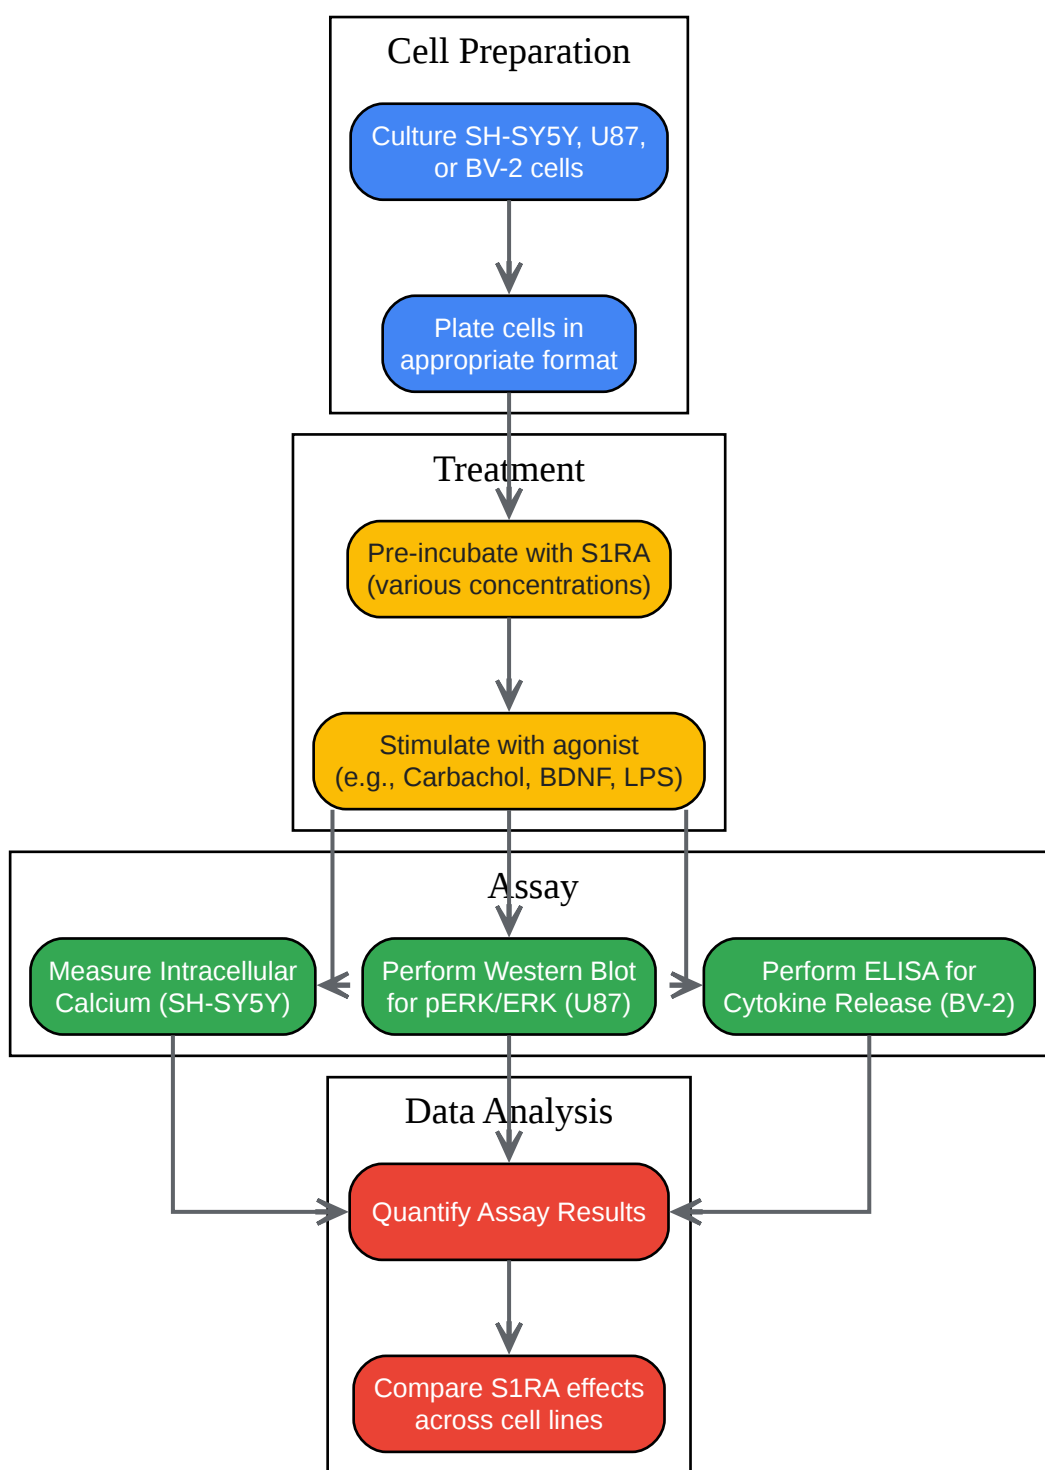 Cell Preparation
Culture SH-SY5Y, U87,
or BV-2 cells
Plate cells in
appropriate format
Treatment
Pre-incubate with S1RA
(various concentrations)
Stimulate with agonist
(e.g., Carbachol, BDNF, LPS)
Assay
Measure Intracellular
Calcium (SH-SY5Y)
Perform Western Blot
for pERK/ERK (U87)
Perform ELISA for
Cytokine Release (BV-2)
Data Analysis
Quantify Assay Results
Compare S1RA effects
across cell lines